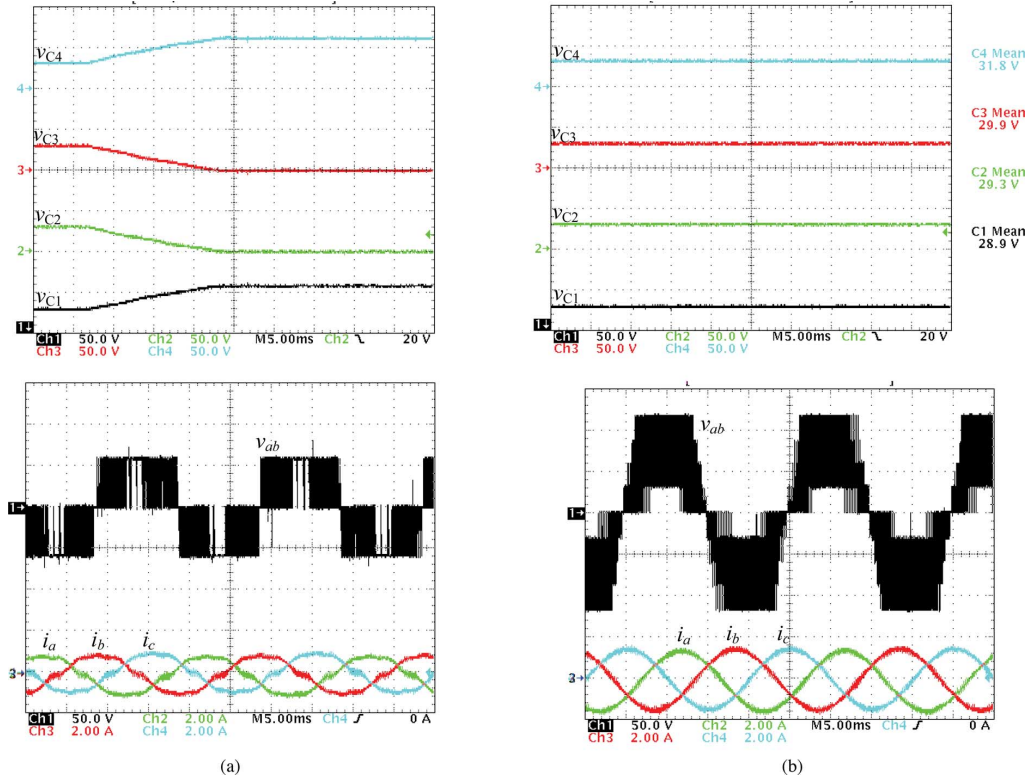 vC4
4
vC3
3
vC2
2
vC1
1
Ch1 50.0 V Ch2 50.0 V M5.00ms Ch2 20 V
Ch3 50.0 V Ch4 50.0 V
vC4
4
vC3
3
vC2
2
vC1
1
C4 Mean
31.8 V
C3 Mean
29.9 V
C2 Mean
29.3 V
C1 Mean
28.9 V
Ch1 50.0 V Ch2 50.0 V M5.00ms Ch2 20 V
Ch3 50.0 V Ch4 50.0 V
vab
1
ia ib ic
3
Ch1 50.0 V Ch2 2.00 A M5.00ms Ch4 0 A
Ch3 2.00 A Ch4 2.00 A
vab
1
ia ib ic
3
Ch1 50.0 V Ch2 2.00 A M5.00ms Ch4 0 A
Ch3 2.00 A Ch4 2.00 A
(a)
(b)